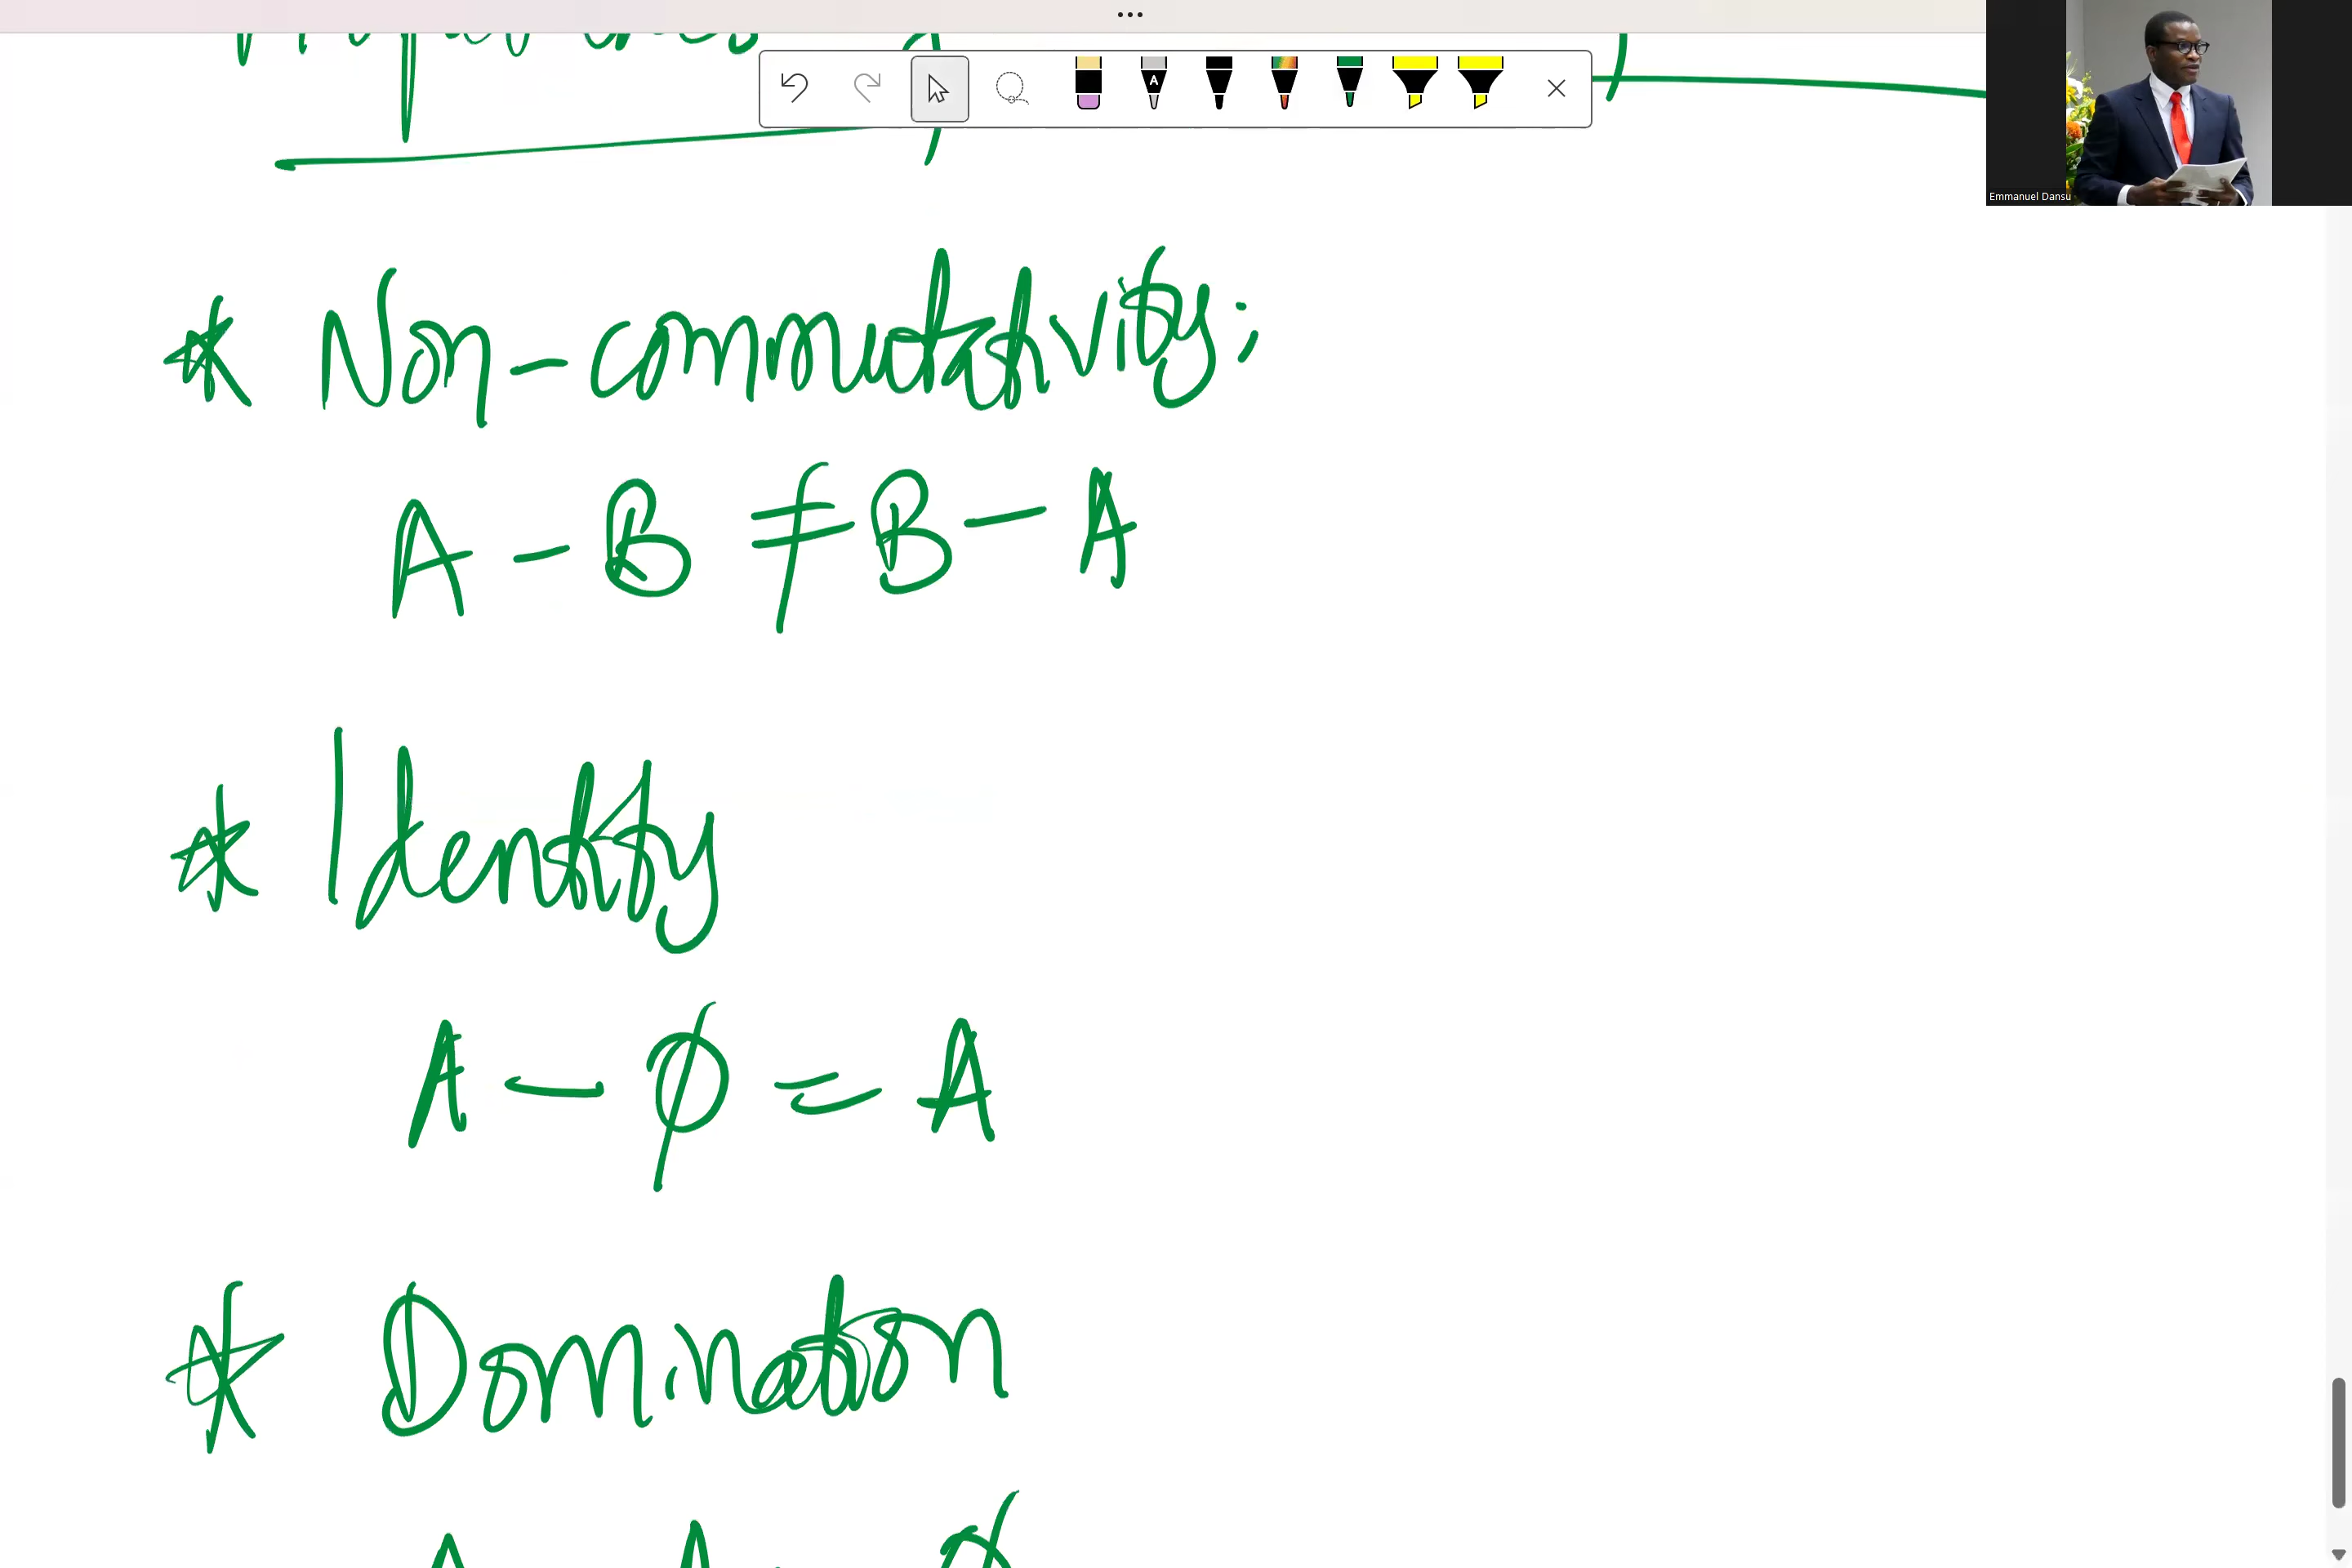 Emmanuel Dansu
* Non-commutativity;
A - B ≠ B - A
* Identity
A - ∅ = A
* Domination